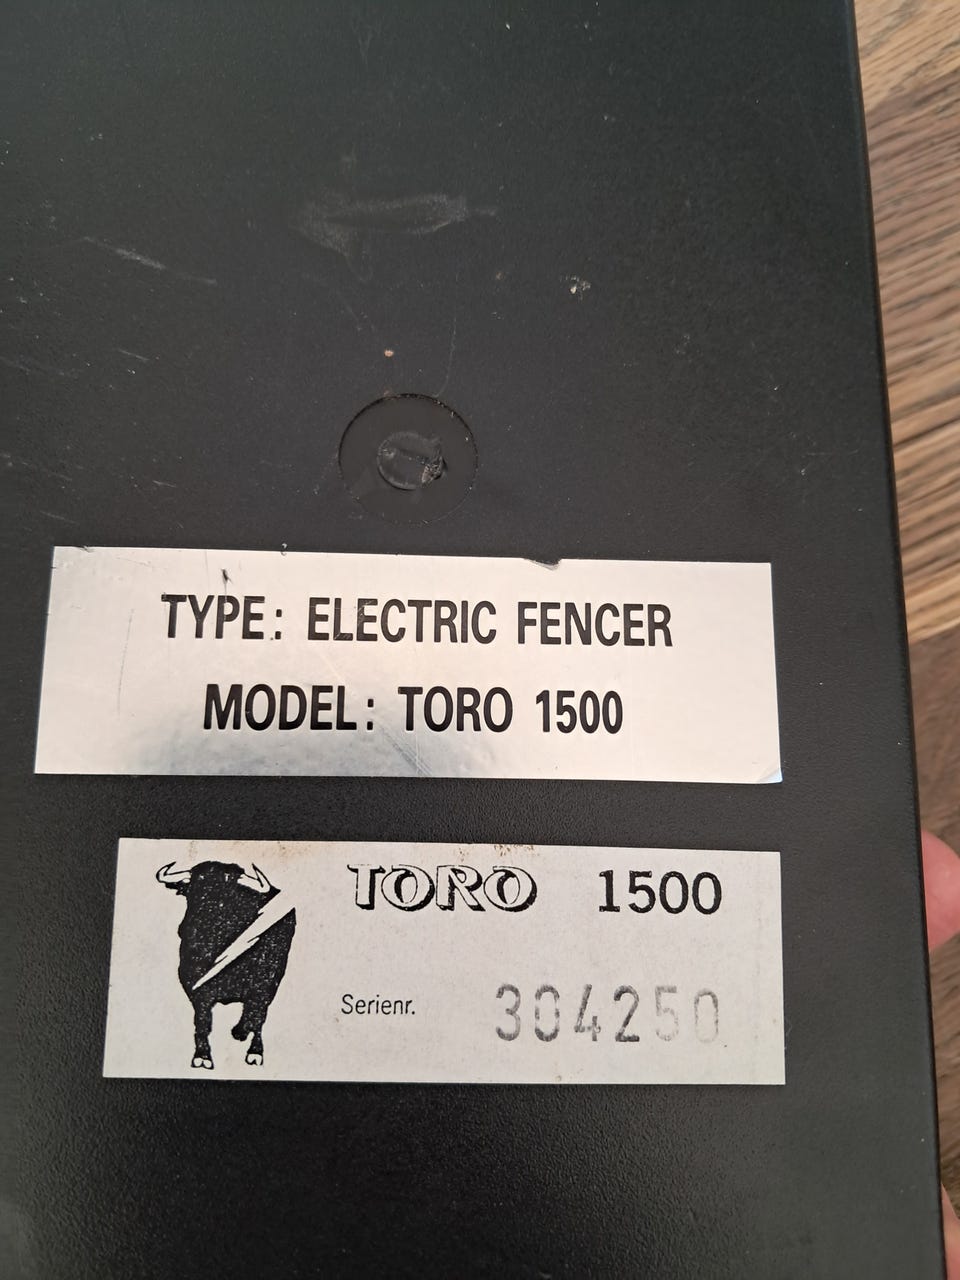 TYPE: ELECTRIC FENCER
MODEL: TORO 1500
TORO 1500
Serienr. 304250